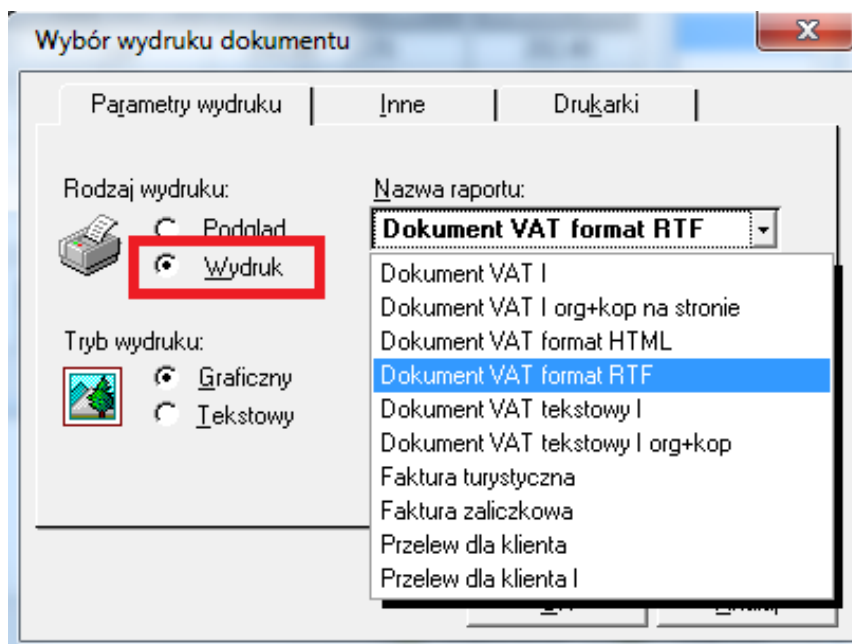 Wybór wydruku dokumentu
Parametry wydruku
Inne
Drukarki
Rodzaj wydruku:
Nazwa raportu:
Podgląd
Wydruk
Dokument VAT format RTF
Dokument VAT I
Dokument VAT I org+kop na stronie
Dokument VAT format HTML
Dokument VAT format RTF
Dokument VAT tekstowy I
Dokument VAT tekstowy I org+kop
Faktura turystyczna
Faktura zaliczkowa
Przelew dla klienta
Przelew dla klienta I
Tryb wydruku:
Graficzny
Tekstowy